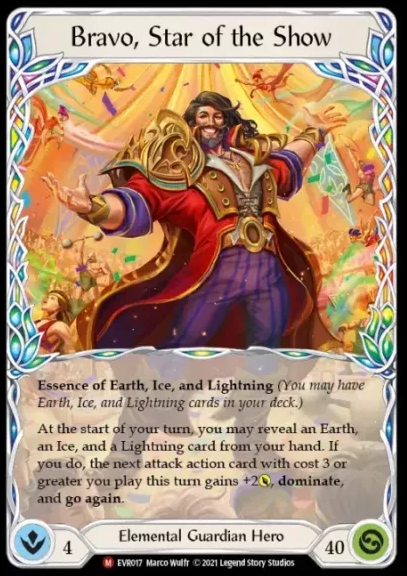 Bravo, Star of the Show
Essence of Earth, Ice, and Lightning (You may have
Earth, Ice, and Lightning cards in your deck.)
At the start of your turn, you may reveal an Earth,
an Ice, and a Lightning card from your hand. If
you do, the next attack action card with cost 3 or
greater you play this turn gains +2, dominate,
and go again.
4
Elemental Guardian Hero
40
M EVR017 Marco Wulfr ©2021 Legend Story Studios